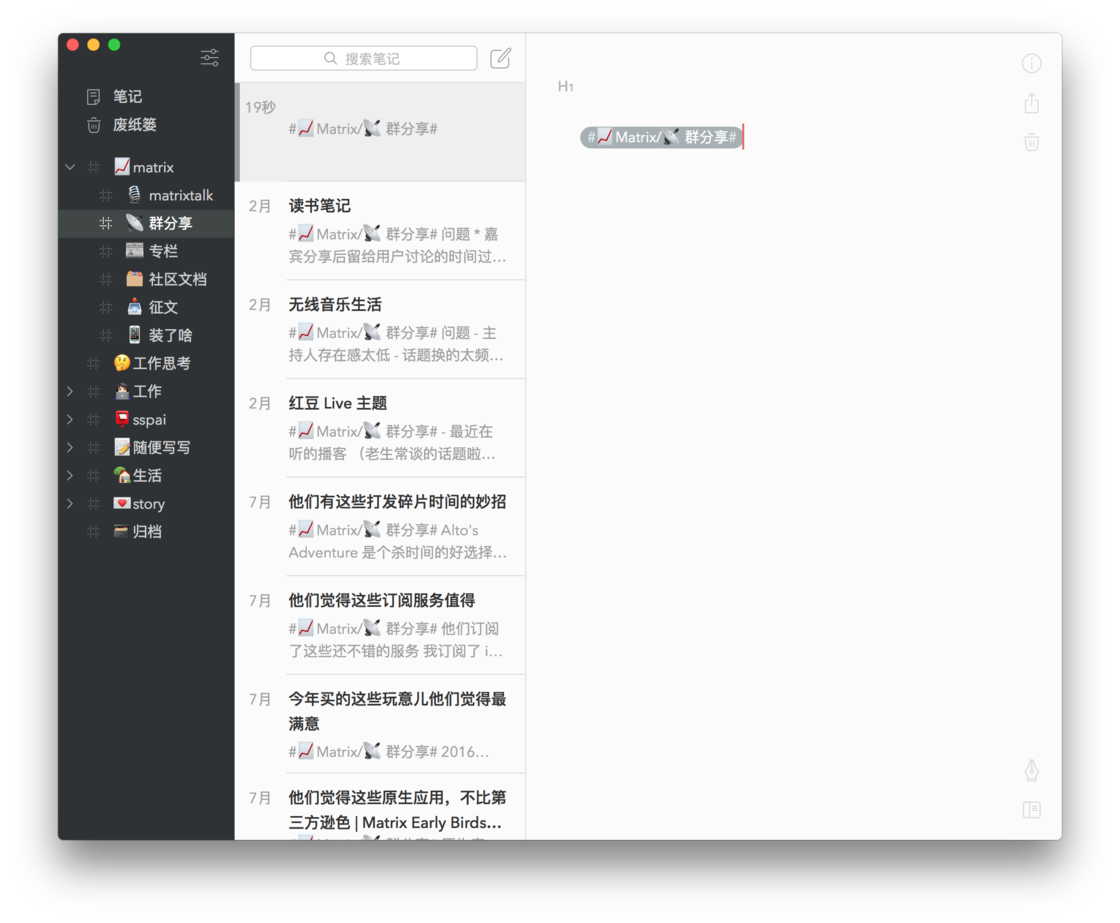 笔记
废纸篓
matrix
matrixtalk
群分享
专栏
社区文档
征文
装了啥
工作思考
工作
sspai
随便写写
生活
story
归档
搜索笔记
19秒
#📈Matrix/📡 群分享#
2月
读书笔记
#📈Matrix/📡 群分享# 问题 * 嘉
宾分享后留给用户讨论的时间过…
2月
无线音乐生活
#📈Matrix/📡 群分享# 问题 - 主
持人存在感太低 - 话题换的太频…
2月
红豆 Live 主题
#📈Matrix/📡 群分享# - 最近在
听的播客 （老生常谈的话题啦…
7月
他们有这些打发碎片时间的妙招
#📈Matrix/📡 群分享# Alto's
Adventure 是个杀时间的好选择…
7月
他们觉得这些订阅服务值得
#📈Matrix/📡 群分享# 他们订阅
了这些还不错的服务 我订阅了 i…
7月
今年买的这些玩意儿他们觉得最
满意
#📈Matrix/📡 群分享# 2016…
7月
他们觉得这些原生应用，不比第
三方逊色 | Matrix Early Birds…
H1
#📈Matrix/📡 群分享#